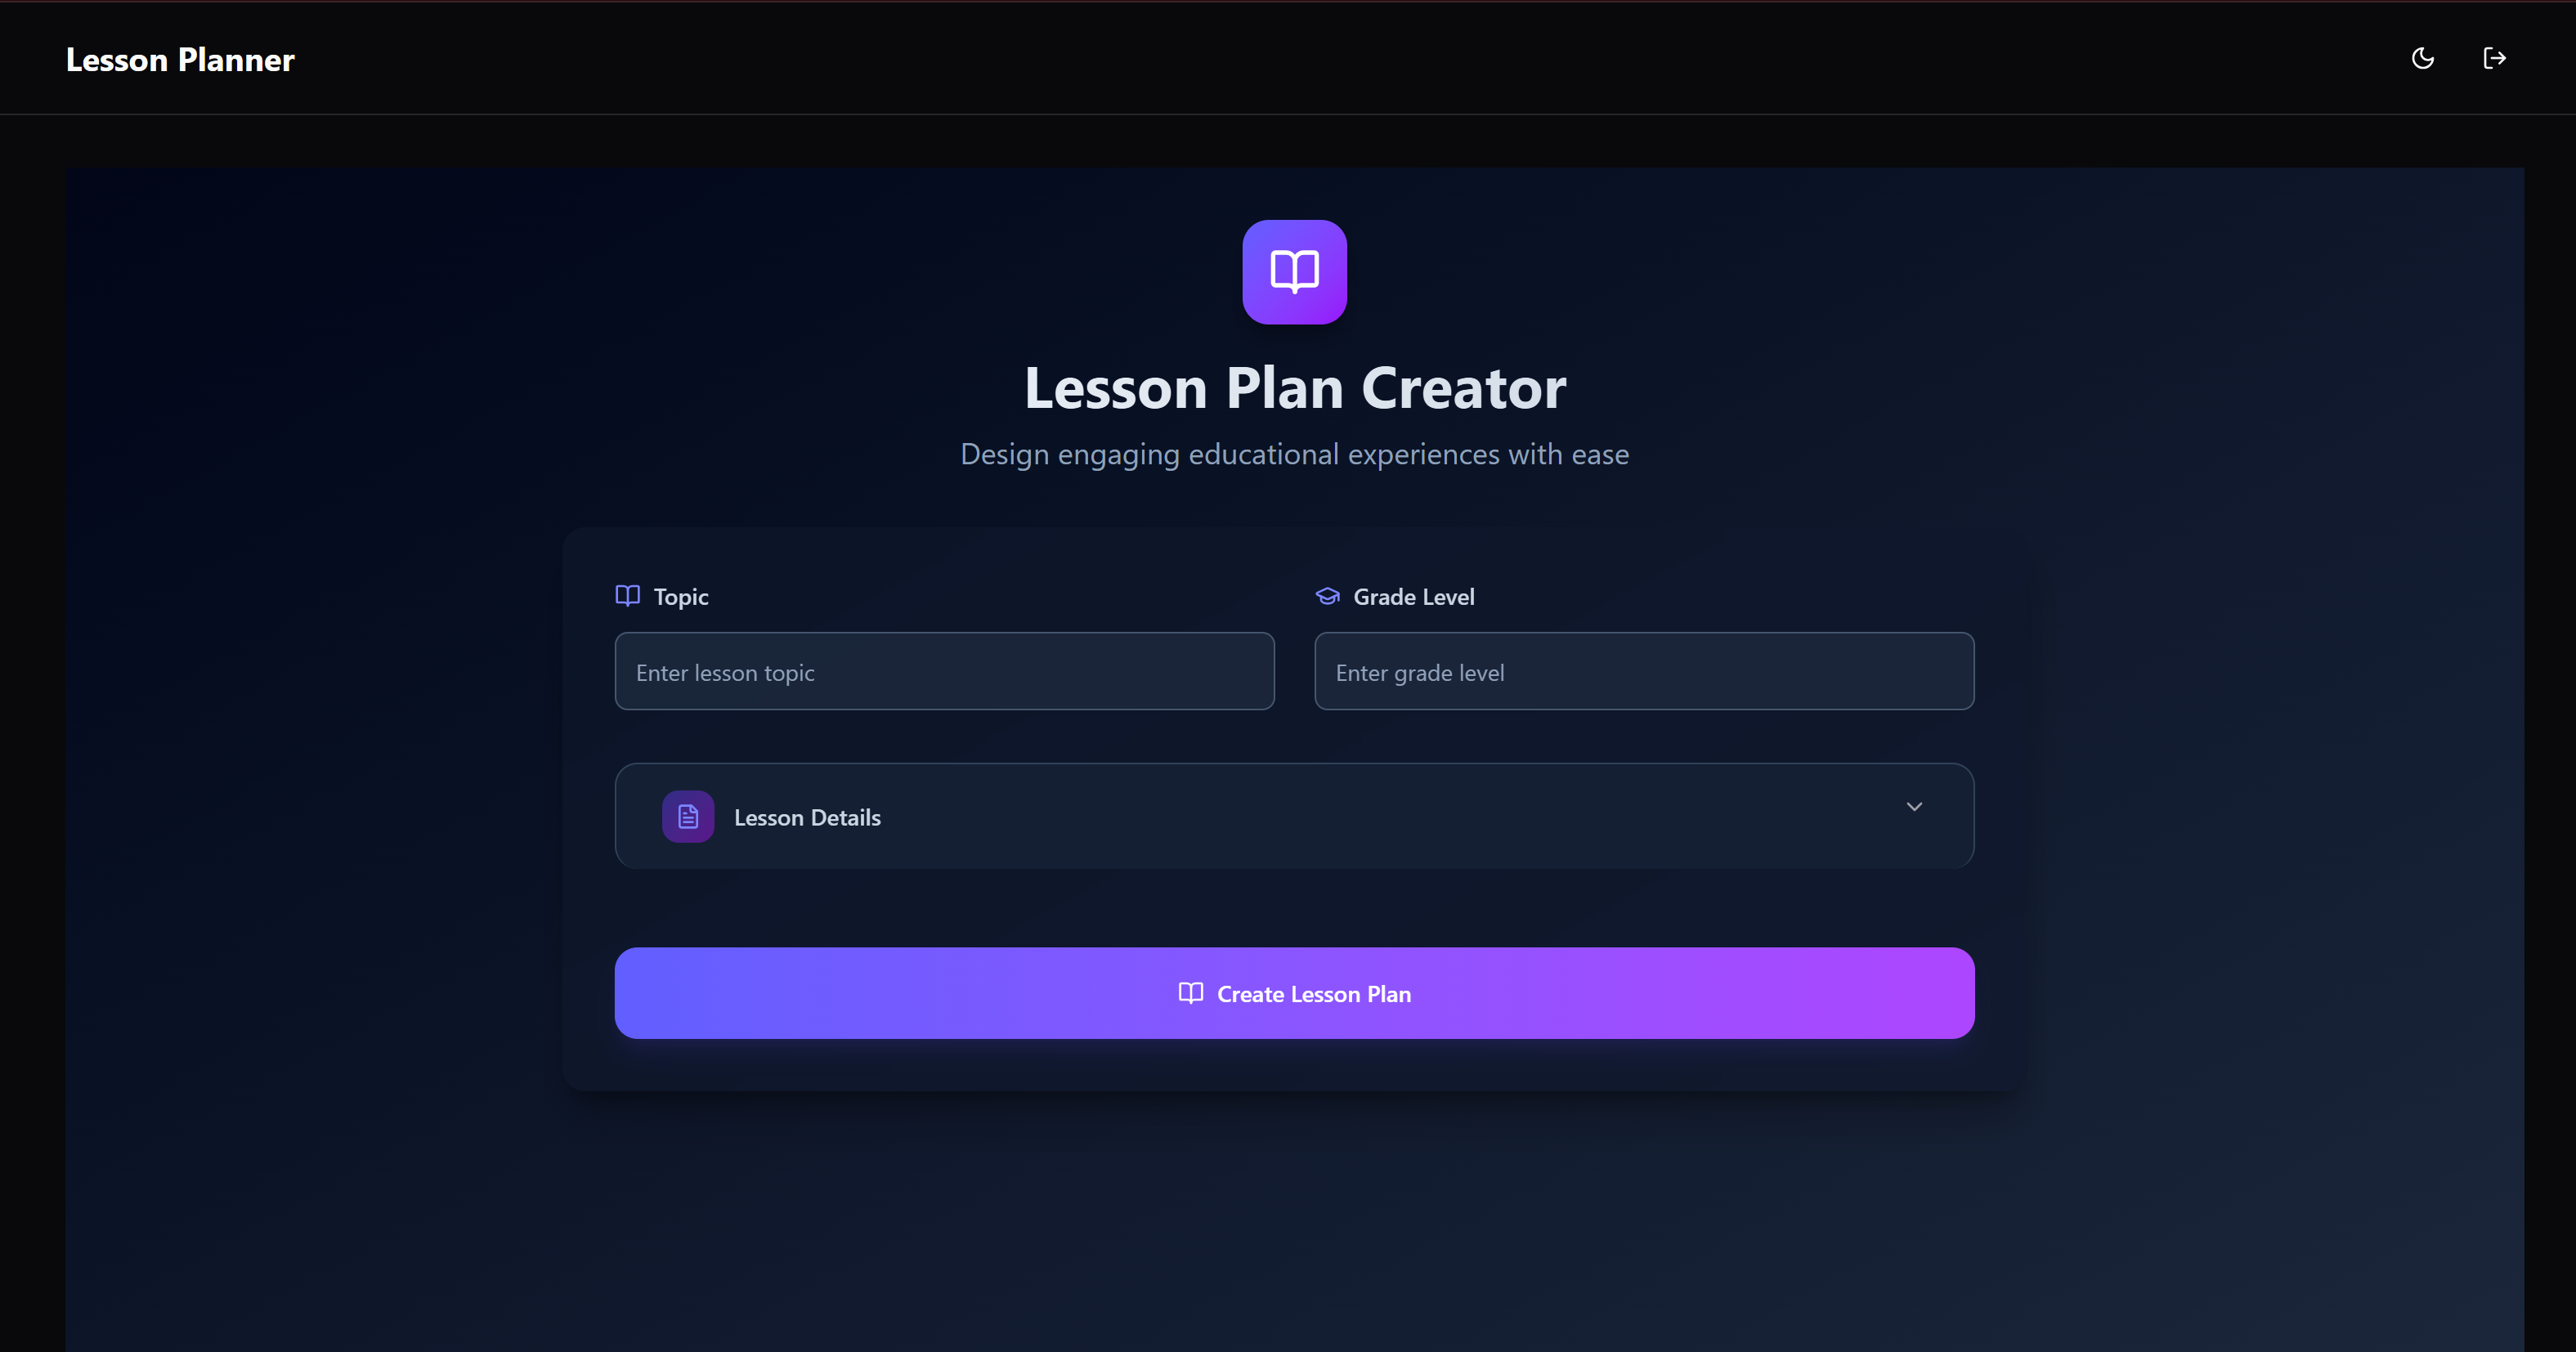 Lesson Planner
Lesson Plan Creator
Design engaging educational experiences with ease
Topic
Grade Level
Enter lesson topic
Enter grade level
Lesson Details
Create Lesson Plan